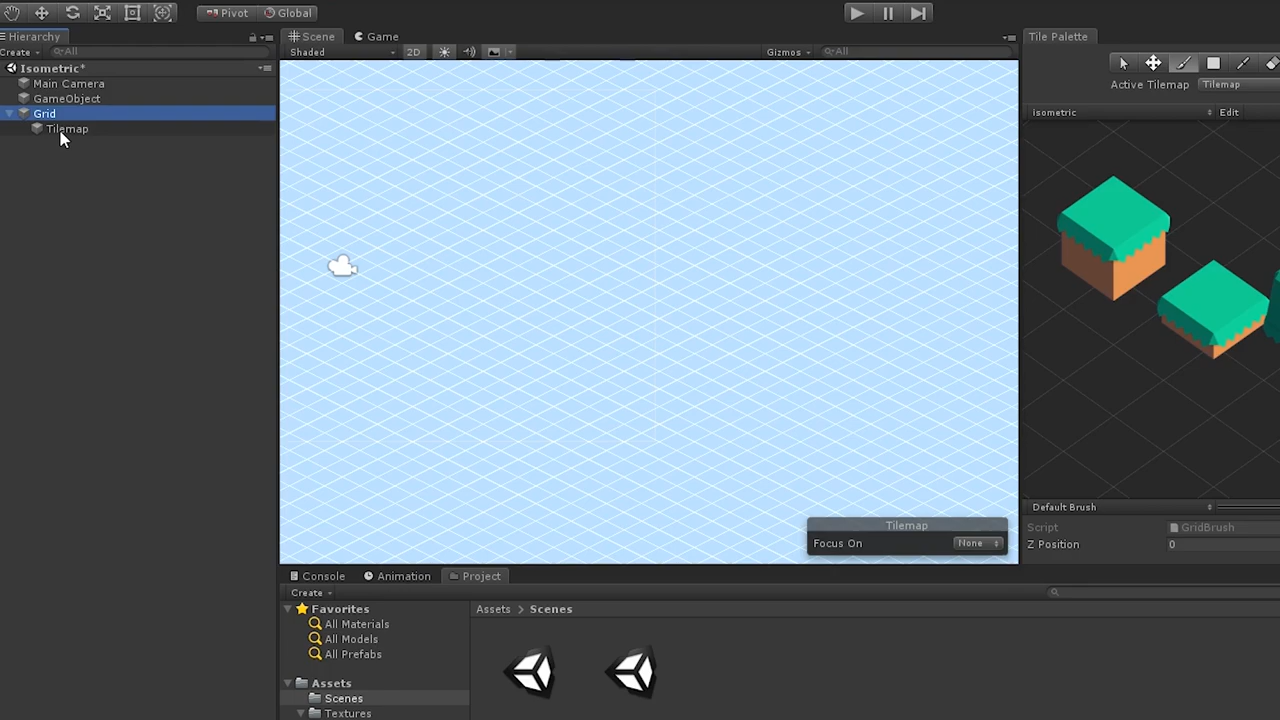 Pivot Global
Hierarchy
Create All
Isometric*
Main Camera
GameObject
Grid
Tilemap
Scene Game
Shaded 2D Gizmos All
Tilemap
Focus On None
Tile Palette
Active Tilemap Tilemap
isometric Edit
Default Brush
Script GridBrush
Z Position 0
Console Animation Project
Create
Favorites
All Materials
All Models
All Prefabs
Assets
Scenes
Textures
Assets > Scenes